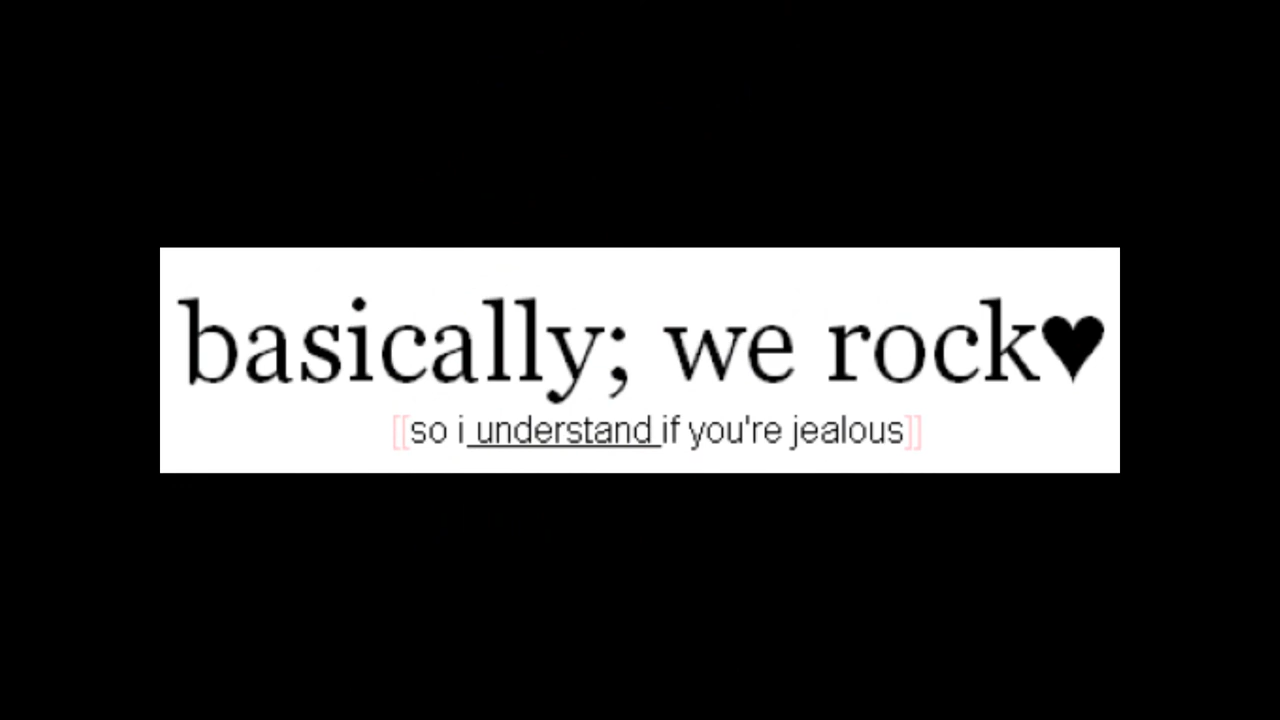 basically; we rock♥
[[so i understand if you're jealous]]